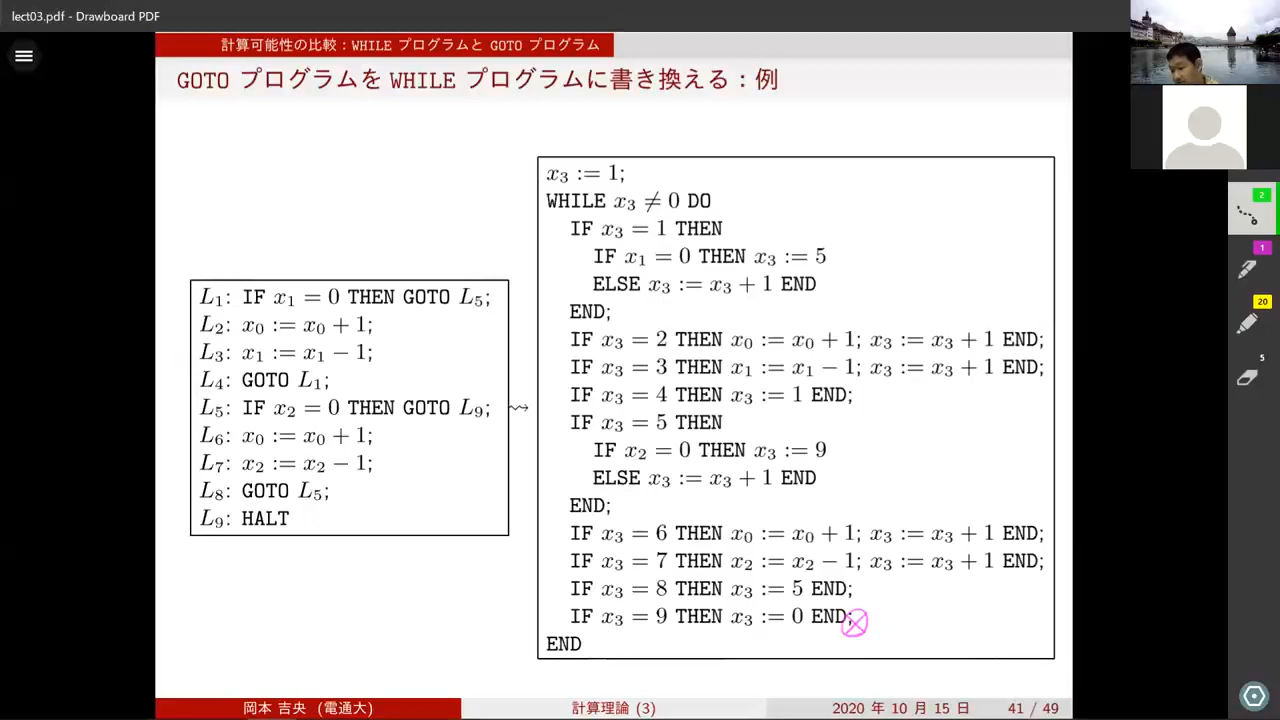 lect03.pdf - Drawboard PDF
計算可能性の比較：WHILE プログラムと GOTO プログラム
GOTO プログラムを WHILE プログラムに書き換える：例
L₁: IF x₁ = 0 THEN GOTO L₅;
L₂: x₀ := x₀ + 1;
L₃: x₁ := x₁ − 1;
L₄: GOTO L₁;
L₅: IF x₂ = 0 THEN GOTO L₉;
L₆: x₀ := x₀ + 1;
L₇: x₂ := x₂ − 1;
L₈: GOTO L₅;
L₉: HALT
⇝
x₃ := 1;
WHILE x₃ ≠ 0 DO
IF x₃ = 1 THEN
IF x₁ = 0 THEN x₃ := 5
ELSE x₃ := x₃ + 1 END
END;
IF x₃ = 2 THEN x₀ := x₀ + 1; x₃ := x₃ + 1 END;
IF x₃ = 3 THEN x₁ := x₁ − 1; x₃ := x₃ + 1 END;
IF x₃ = 4 THEN x₃ := 1 END;
IF x₃ = 5 THEN
IF x₂ = 0 THEN x₃ := 9
ELSE x₃ := x₃ + 1 END
END;
IF x₃ = 6 THEN x₀ := x₀ + 1; x₃ := x₃ + 1 END;
IF x₃ = 7 THEN x₂ := x₂ − 1; x₃ := x₃ + 1 END;
IF x₃ = 8 THEN x₃ := 5 END;
IF x₃ = 9 THEN x₃ := 0 END;
END
岡本 吉央 (電通大)
計算理論 (3)
2020 年 10 月 15 日
41 / 49
2
1
20
5